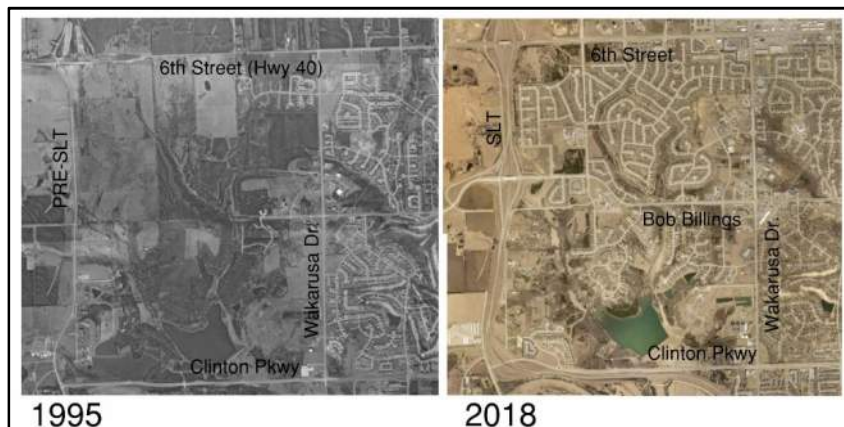 6th Street (Hwy 40)
PRE-SLT
Wakarusa Dr.
Clinton Pkwy
1995
6th Street
SLT
Bob Billings
Wakarusa Dr.
Clinton Pkwy
2018